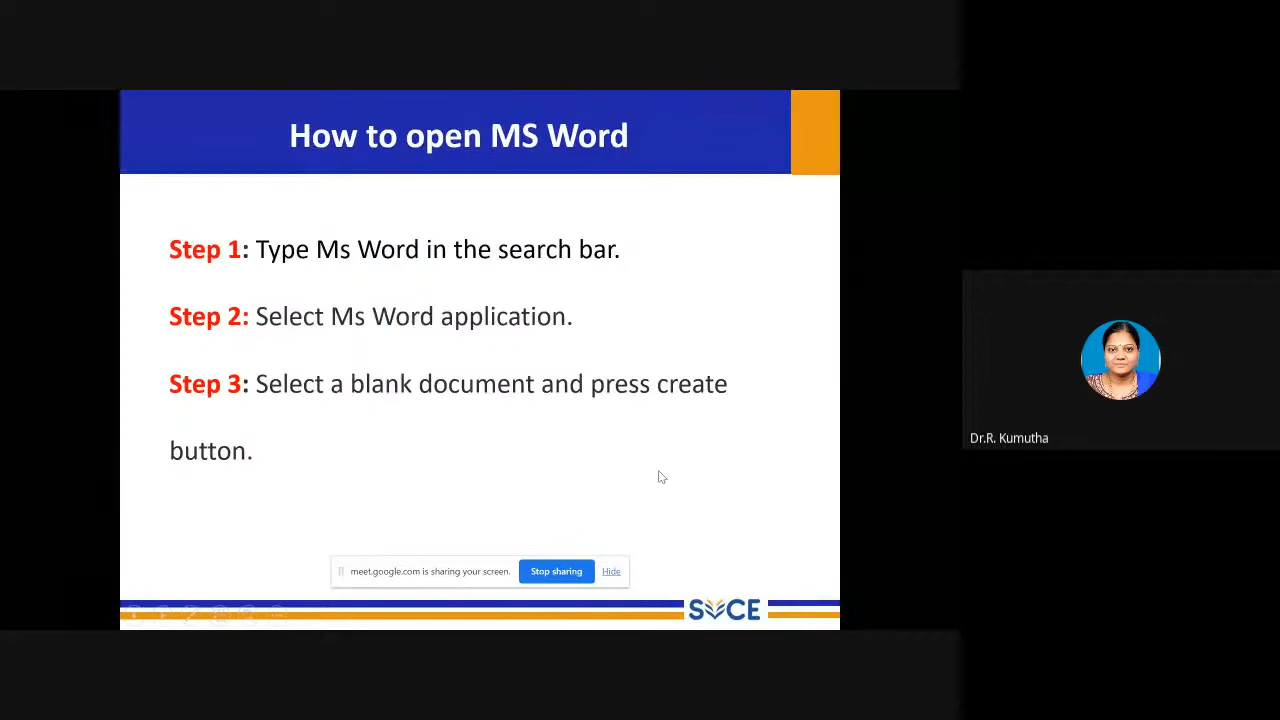 How to open MS Word
Step 1: Type Ms Word in the search bar.
Step 2: Select Ms Word application.
Step 3: Select a blank document and press create
button.
Dr.R. Kumutha
meet.google.com is sharing your screen. Stop sharing Hide
SVCE